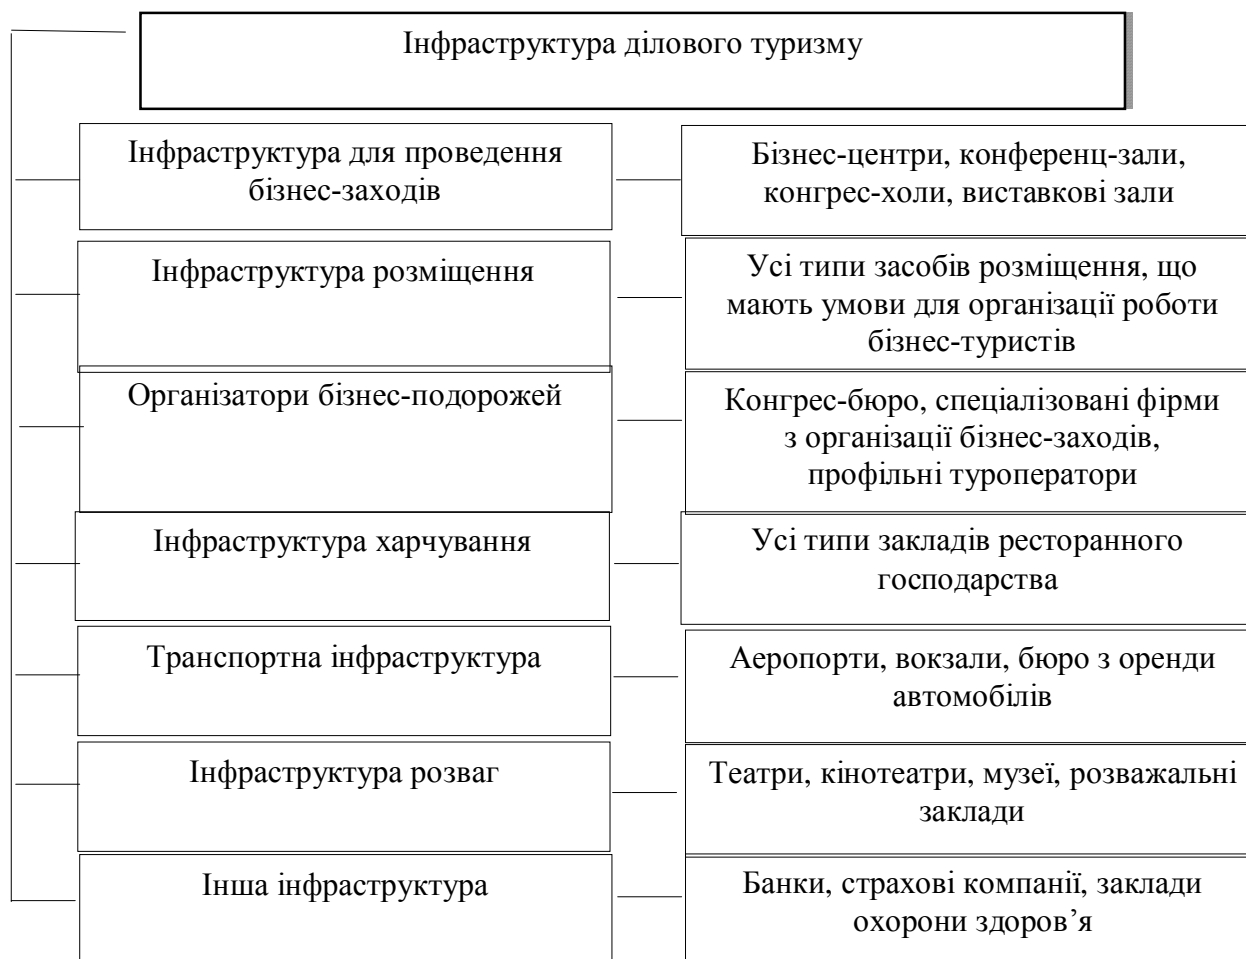 Інфраструктура ділового туризму
Інфраструктура для проведення
бізнес-заходів
Бізнес-центри, конференц-зали,
конгрес-холи, виставкові зали
Інфраструктура розміщення
Усі типи засобів розміщення, що
мають умови для організації роботи
бізнес-туристів
Організатори бізнес-подорожей
Конгрес-бюро, спеціалізовані фірми
з організації бізнес-заходів,
профільні туроператори
Інфраструктура харчування
Усі типи закладів ресторанного
господарства
Транспортна інфраструктура
Аеропорти, вокзали, бюро з оренди
автомобілів
Інфраструктура розваг
Театри, кінотеатри, музеї, розважальні
заклади
Інша інфраструктура
Банки, страхові компанії, заклади
охорони здоров’я